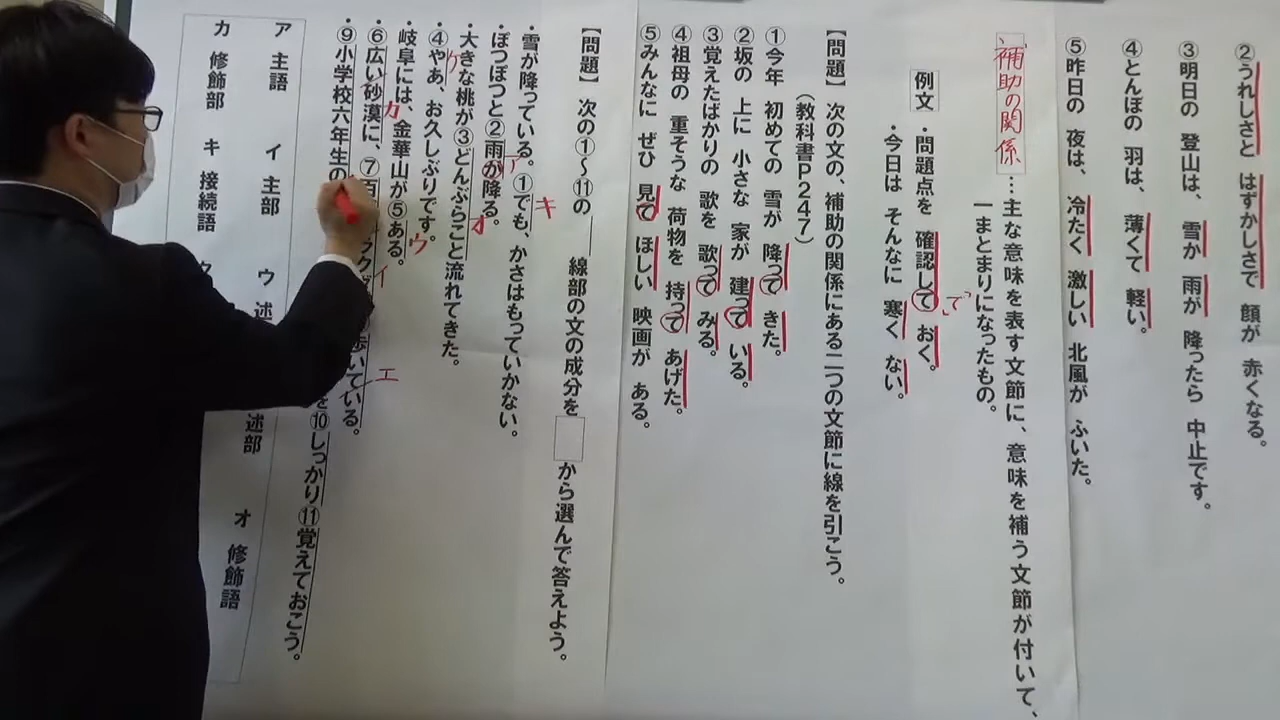 ②うれしさと はずかしさで 顔が 赤くなる。
③明日の 登山は、 雪か 雨が 降ったら 中止です。
④とんぼの 羽は、 薄くて 軽い。
⑤昨日の 夜は、 冷たく 激しい 北風が ふいた。
補助の関係…主な意味を表す文節に、意味を補う文節が付いて、
一まとまりになったもの。
例文 ・問題点を 確認して おく。
「で」
・今日は そんなに 寒く ない。
【問題】 次の文の、補助の関係にある二つの文節に線を引こう。
(教科書P247)
①今年 初めての 雪が 降って きた。
②坂の 上に 小さな 家が 建って いる。
③覚えたばかりの 歌を 歌って みる。
④祖母の 重そうな 荷物を 持って あげた。
⑤みんなに ぜひ 見て ほしい 映画が ある。
【問題】 次の①~⑪の 線部の文の成分を から選んで答えよう。
キ
・雪が降っている。①でも、かさはもっていかない。
ア
・ぽつぽつと②雨が降る。
オ
・大きな桃が③どんぶらこと流れてきた。
ケ
・④やあ、お久しぶりです。
ウ
・岐阜には、金華山が⑤ある。
カ イ エ
・⑥広い砂漠に、⑦百 歩いている。
・⑨小学校六年生の を⑩しっかり⑪覚えておこう。
ア 主語 イ 主部 ウ 述 述部 オ 修飾語
カ 修飾部 キ 接続語 ク